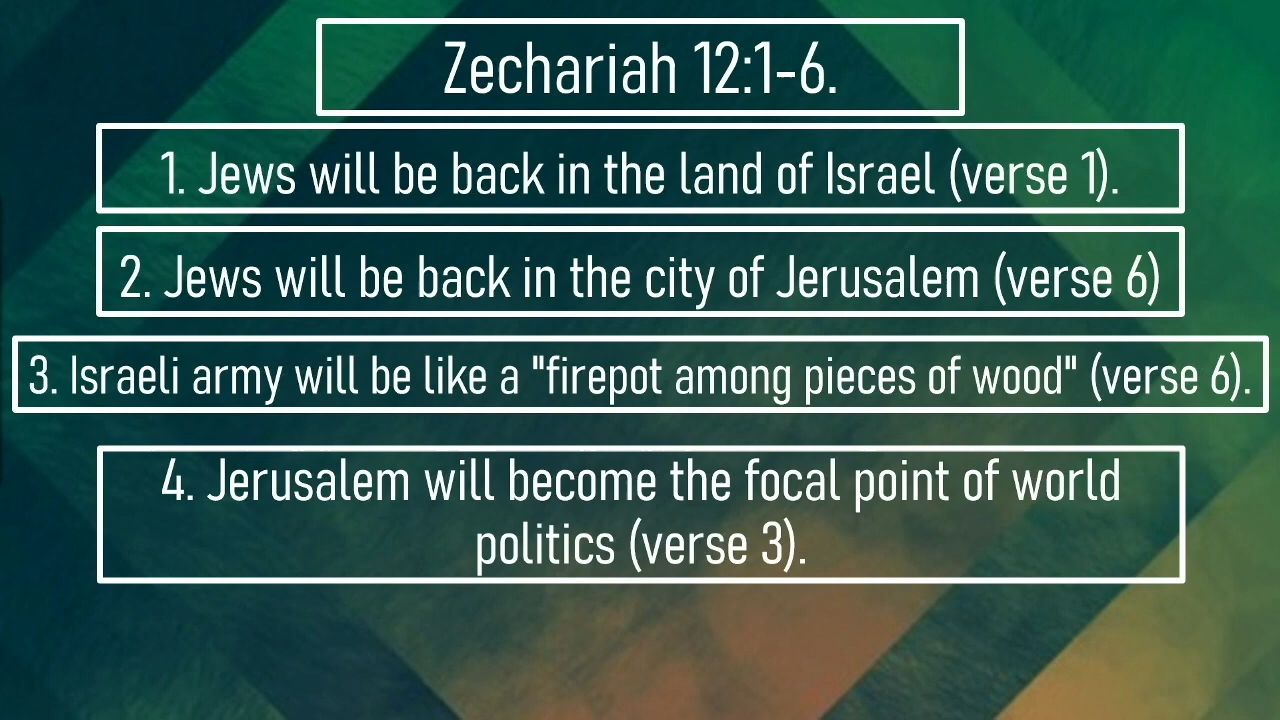 Zechariah 12:1-6.
1. Jews will be back in the land of Israel (verse 1).
2. Jews will be back in the city of Jerusalem (verse 6)
3. Israeli army will be like a "firepot among pieces of wood" (verse 6).
4. Jerusalem will become the focal point of world
politics (verse 3).